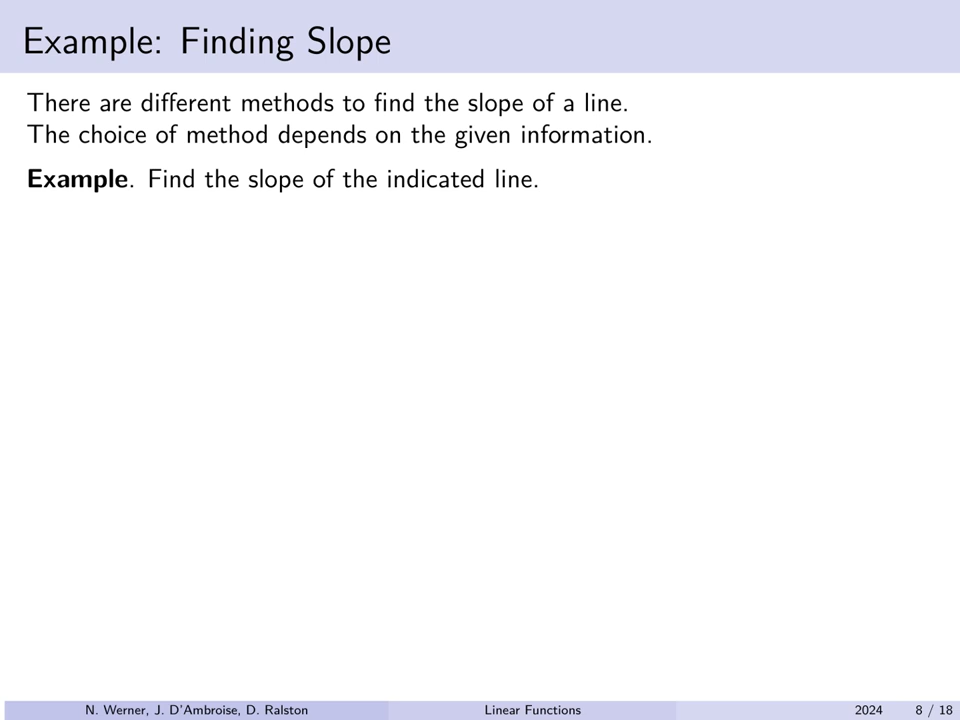 Example: Finding Slope
There are different methods to find the slope of a line.
The choice of method depends on the given information.
Example. Find the slope of the indicated line.
N. Werner, J. D'Ambroise, D. Ralston Linear Functions 2024 8 / 18